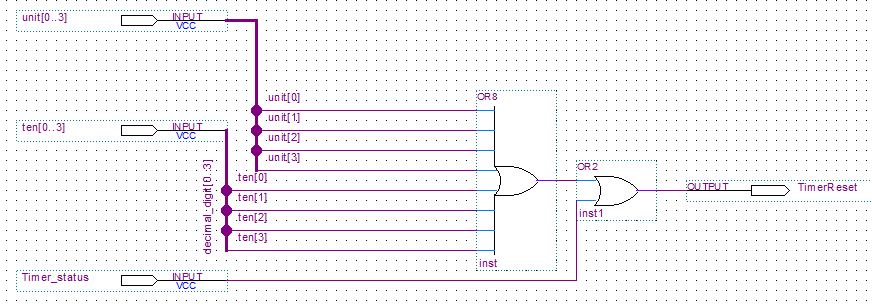 unit[0..3]
INPUT
VCC
OR8
.unit[0]
.unit[1]
.unit[2]
.unit[3]
ten[0..3]
INPUT
VCC
decimal_digit[0..3]
.ten[0]
.ten[1]
.ten[2]
.ten[3]
inst
OR2
inst1
OUTPUT
TimerReset
Timer_status
INPUT
VCC